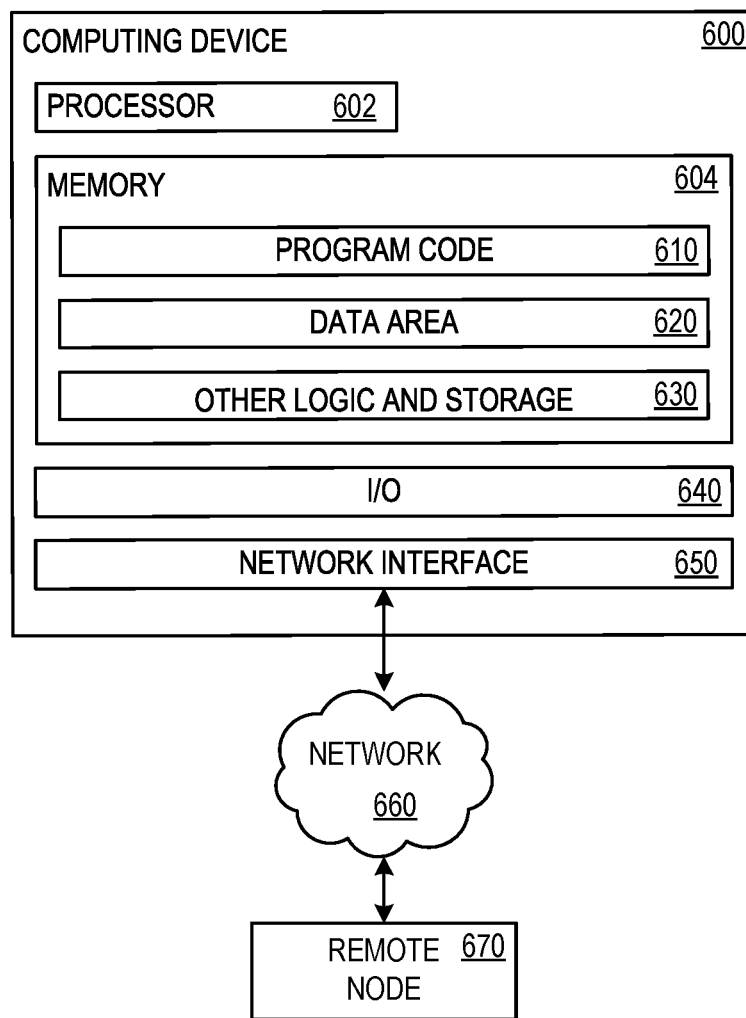 COMPUTING DEVICE 600
PROCESSOR 602
MEMORY 604
PROGRAM CODE 610
DATA AREA 620
OTHER LOGIC AND STORAGE 630
I/O 640
NETWORK INTERFACE 650
NETWORK
660
REMOTE 670
NODE